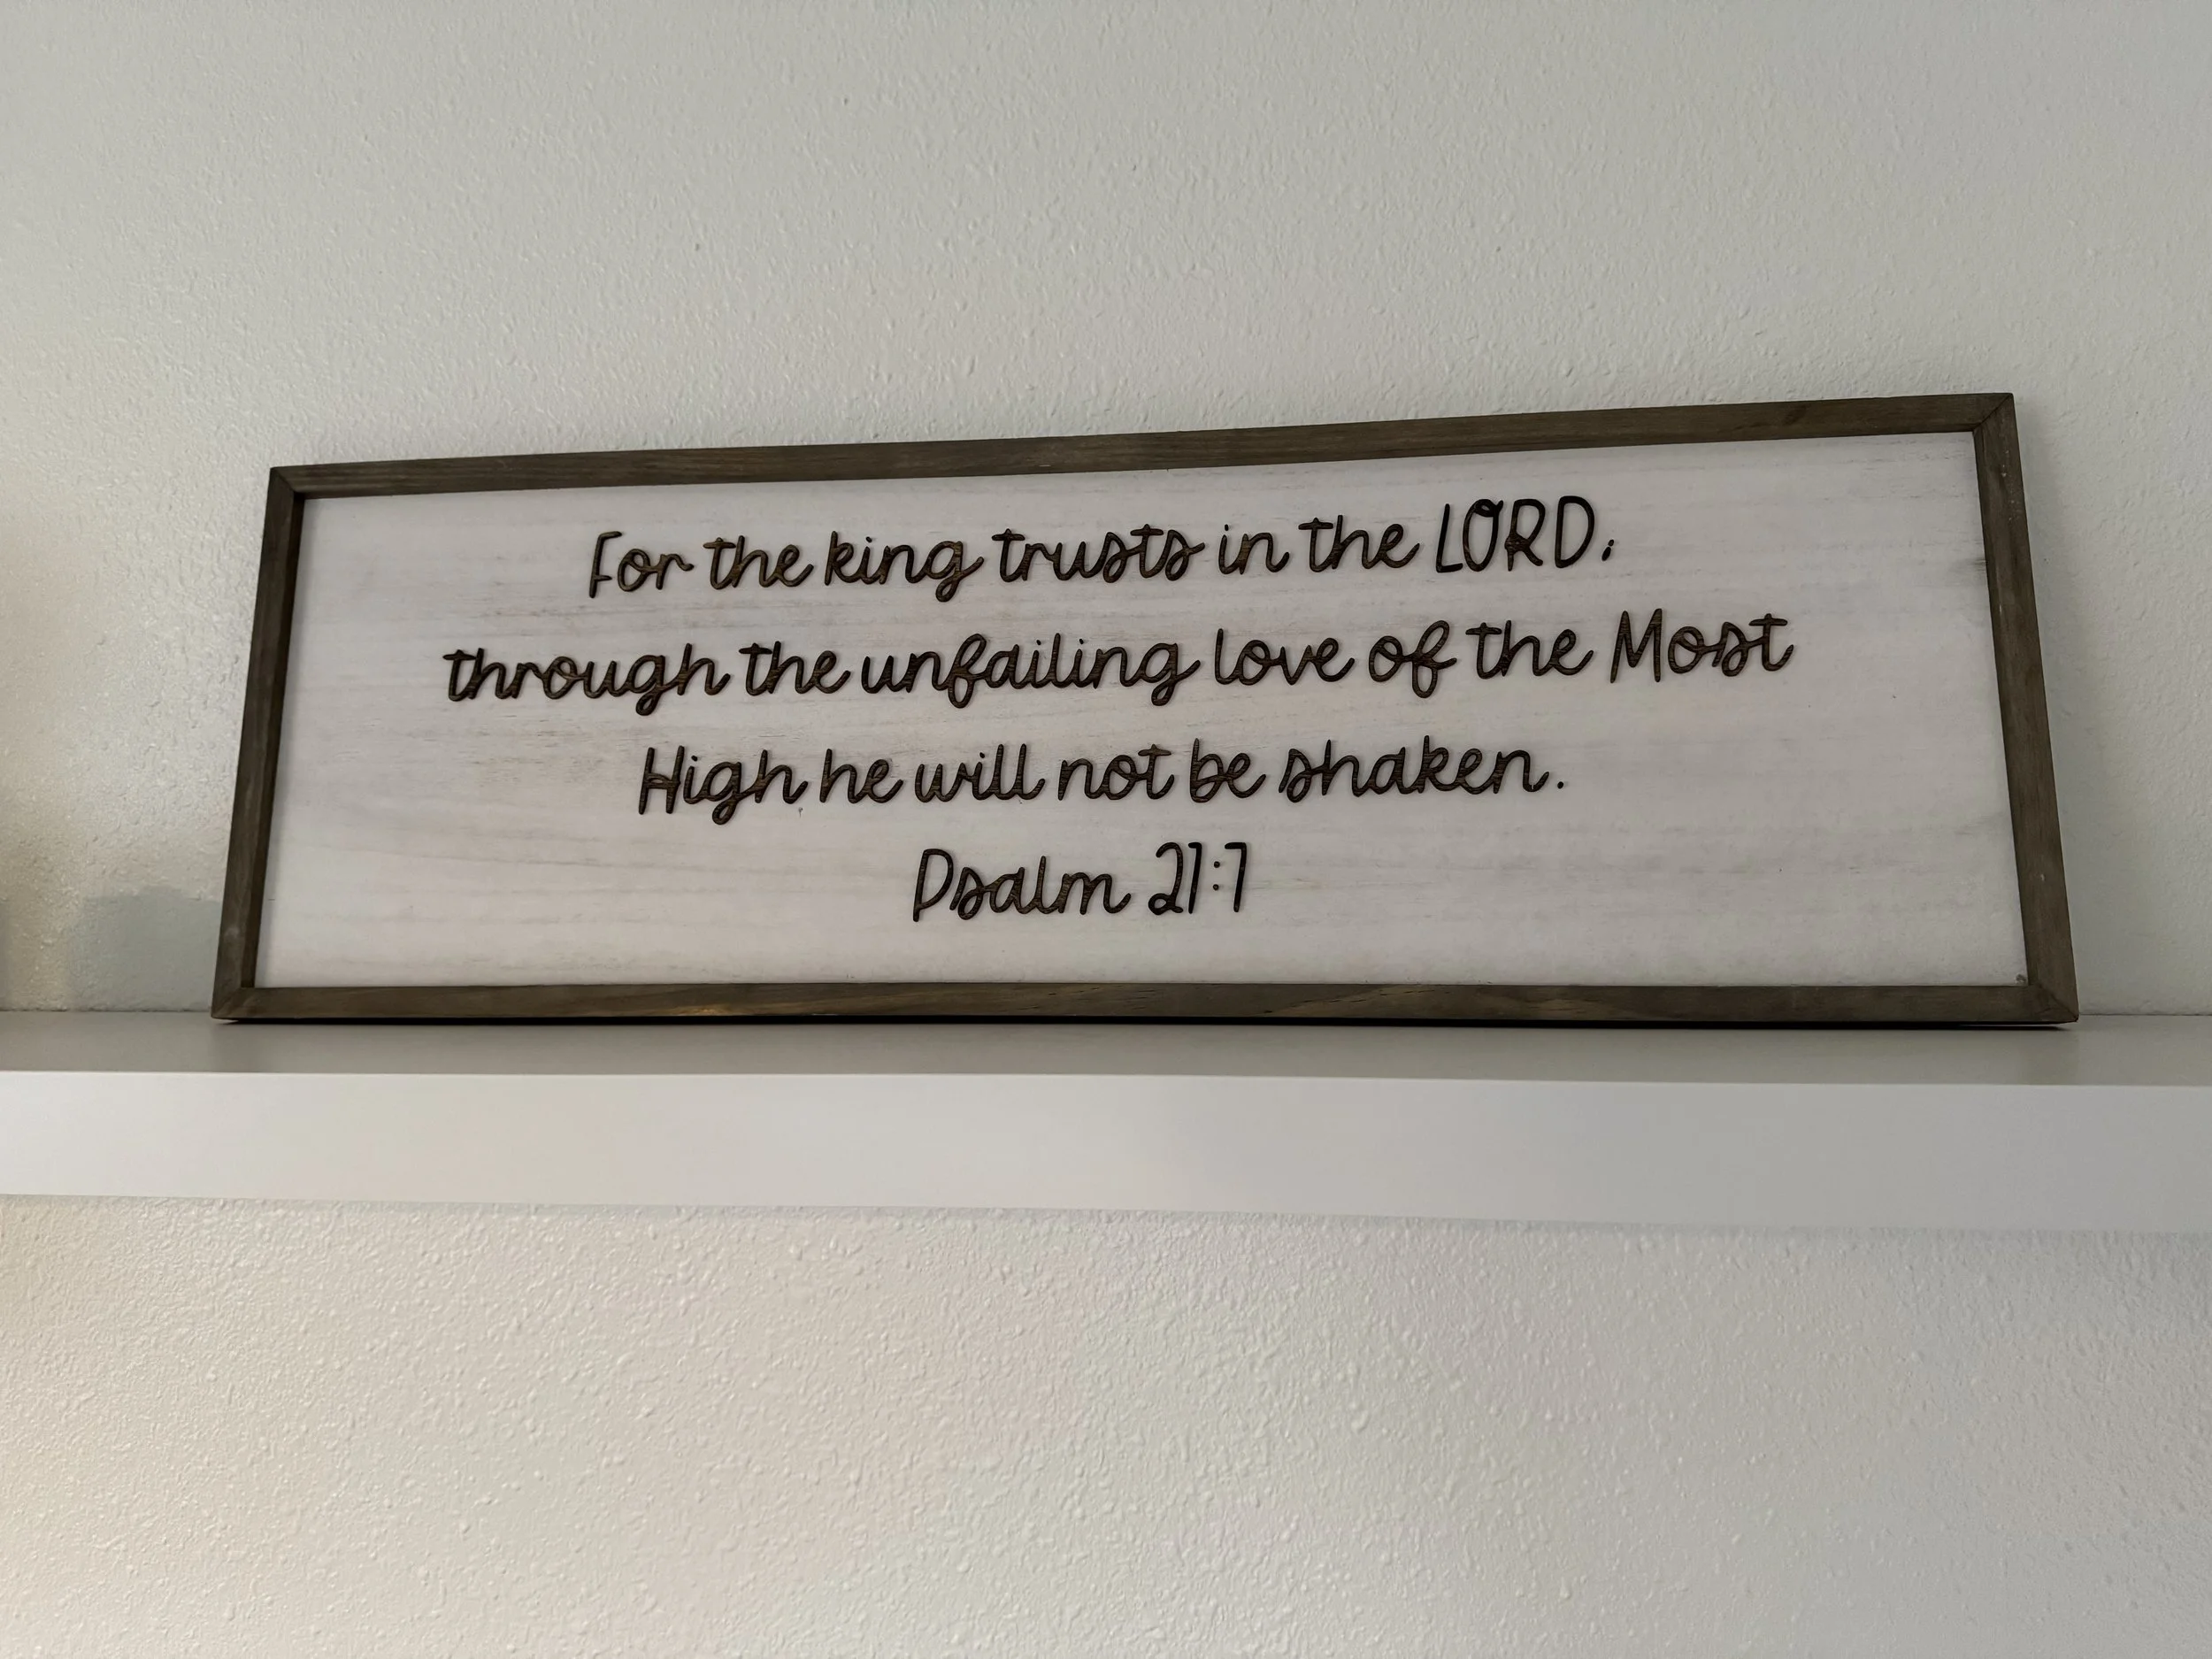 For the king trusts in the LORD;
through the unfailing love of the Most
High he will not be shaken.
Psalm 21:7